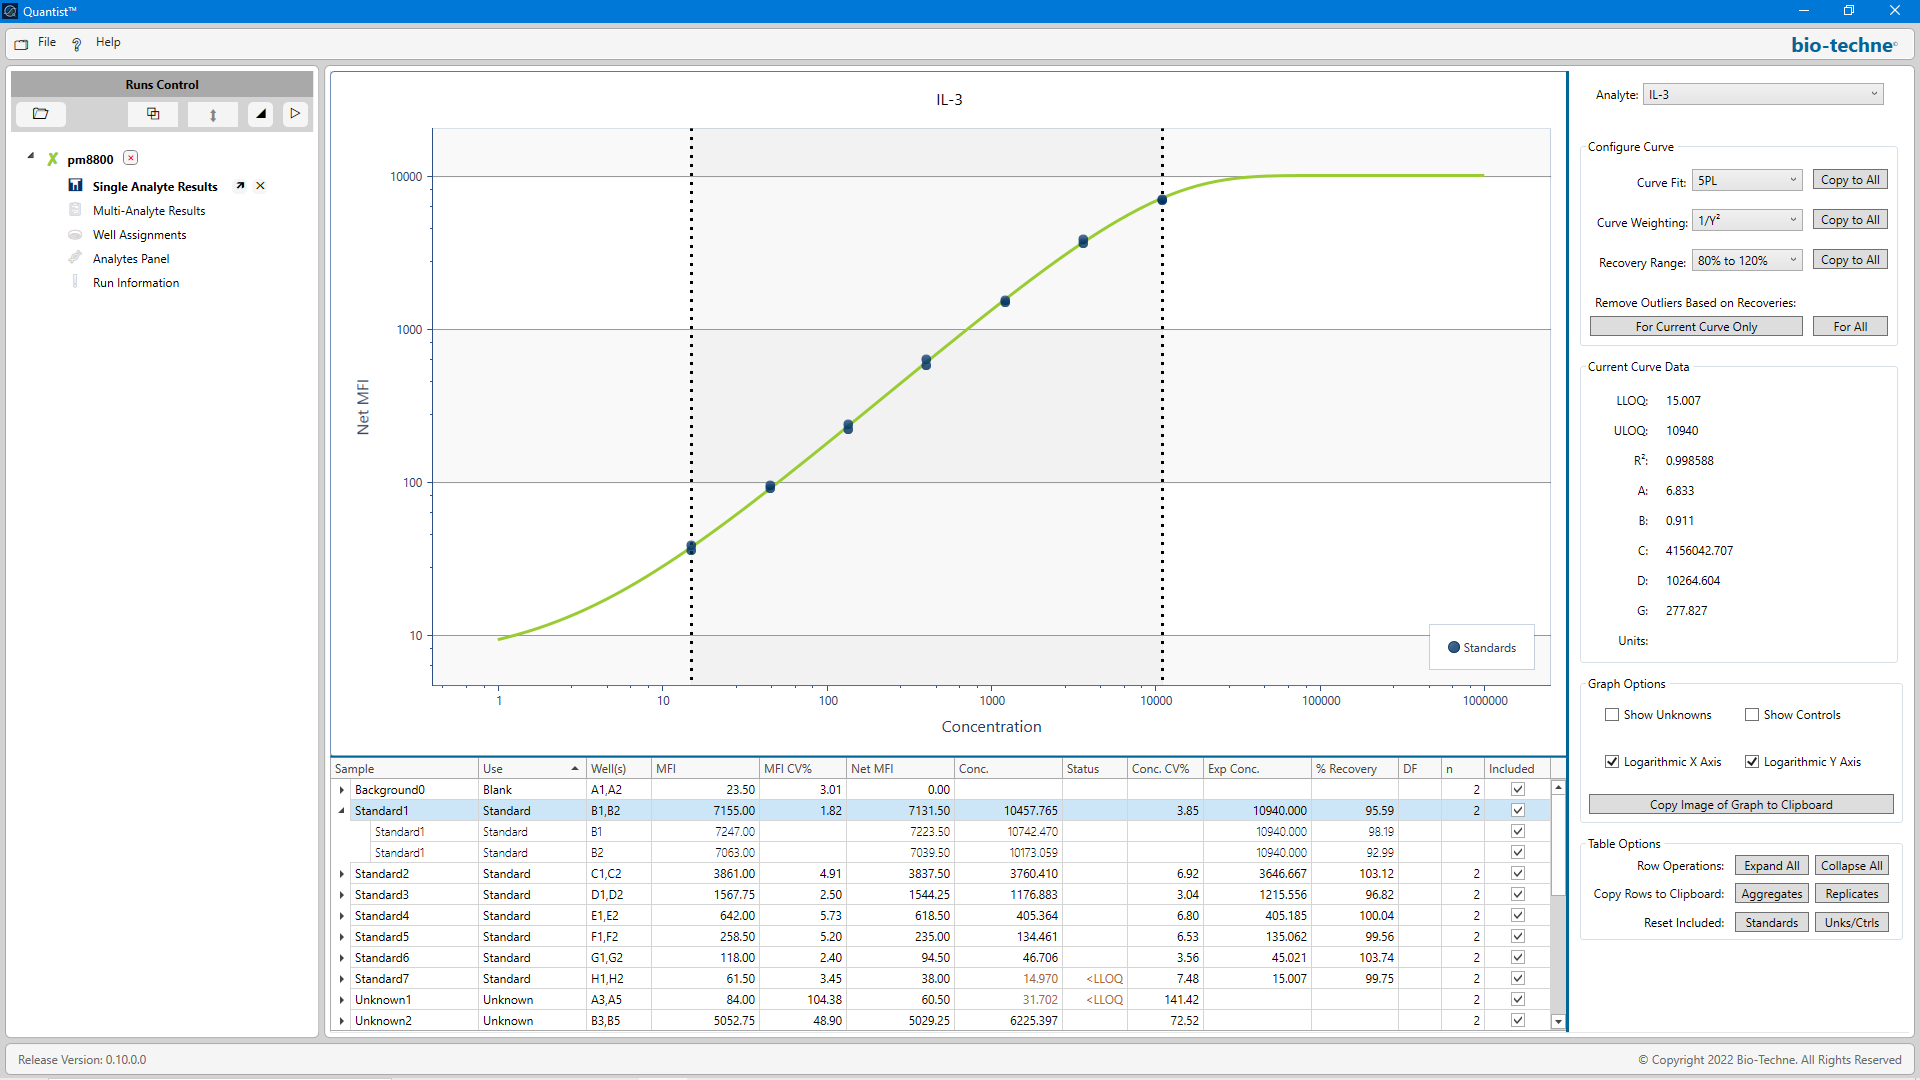 Quantist™
File ? Help
bio-techne
Runs Control
pm8800
Single Analyte Results
Multi-Analyte Results
Well Assignments
Analytes Panel
Run Information
IL-3
Net MFI
10000
1000
100
10
1 10 100 1000 10000 100000 1000000
Concentration
Standards
Sample Use Well(s) MFI MFI CV% Net MFI Conc. Status Conc. CV% Exp Conc. % Recovery DF n Included
Background0 Blank A1,A2 23.50 3.01 0.00 2
Standard1 Standard B1,B2 7155.00 1.82 7131.50 10457.765 3.85 10940.000 95.59 2
Standard1 Standard B1 7247.00 7223.50 10742.470 10940.000 98.19
Standard1 Standard B2 7063.00 7039.50 10173.059 10940.000 92.99
Standard2 Standard C1,C2 3861.00 4.91 3837.50 3760.410 6.92 3646.667 103.12 2
Standard3 Standard D1,D2 1567.75 2.50 1544.25 1176.883 3.04 1215.556 96.82 2
Standard4 Standard E1,E2 642.00 5.73 618.50 405.364 6.80 405.185 100.04 2
Standard5 Standard F1,F2 258.50 5.20 235.00 134.461 6.53 135.062 99.56 2
Standard6 Standard G1,G2 118.00 2.40 94.50 46.706 3.56 45.021 103.74 2
Standard7 Standard H1,H2 61.50 3.45 38.00 14.970 <LLOQ 7.48 15.007 99.75 2
Unknown1 Unknown A3,A5 84.00 104.38 60.50 31.702 <LLOQ 141.42 2
Unknown2 Unknown B3,B5 5052.75 48.90 5029.25 6225.397 72.52 2
Analyte: IL-3
Configure Curve
Curve Fit: 5PL Copy to All
Curve Weighting: 1/Y² Copy to All
Recovery Range: 80% to 120% Copy to All
Remove Outliers Based on Recoveries:
For Current Curve Only For All
Current Curve Data
LLOQ: 15.007
ULOQ: 10940
R²: 0.998588
A: 6.833
B: 0.911
C: 4156042.707
D: 10264.604
G: 277.827
Units:
Graph Options
Show Unknowns Show Controls
Logarithmic X Axis Logarithmic Y Axis
Copy Image of Graph to Clipboard
Table Options
Row Operations: Expand All Collapse All
Copy Rows to Clipboard: Aggregates Replicates
Reset Included: Standards Unks/Ctrls
Release Version: 0.10.0.0
© Copyright 2022 Bio-Techne. All Rights Reserved